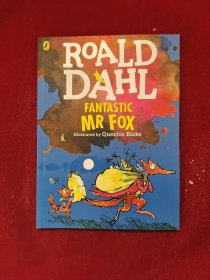 ROALD
DAHL
FANTASTIC
MR FOX
Illustrated by Quentin Blake